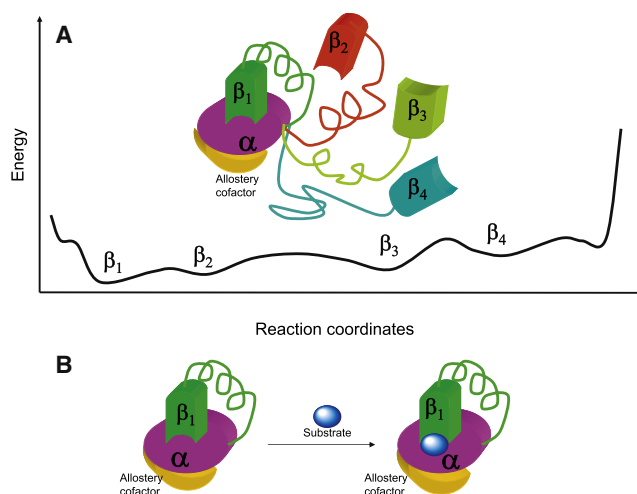 A
β₂
β₁
β₃
α
Allostery
cofactor
β₄
Energy
β₁
β₂
β₃
β₄
Reaction coordinates
B
β₁
α
Allostery
cofactor
Substrate
β₁
α
Allostery
cofactor